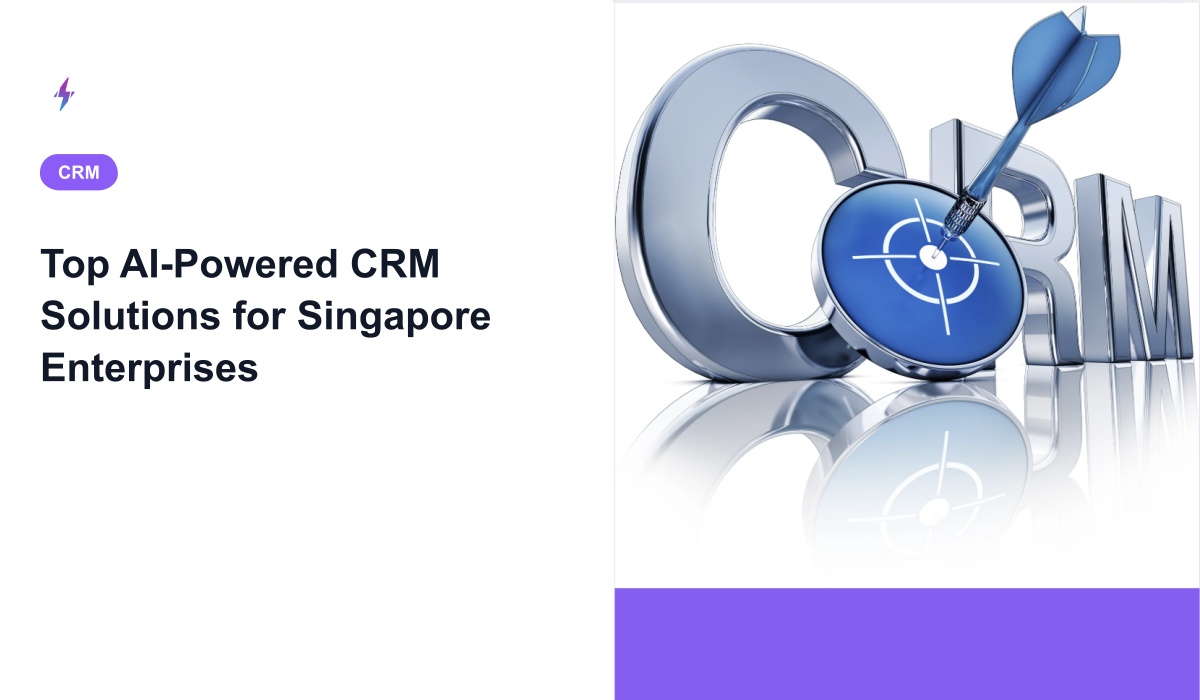 CRM
Top AI-Powered CRM
Solutions for Singapore
Enterprises
CRM